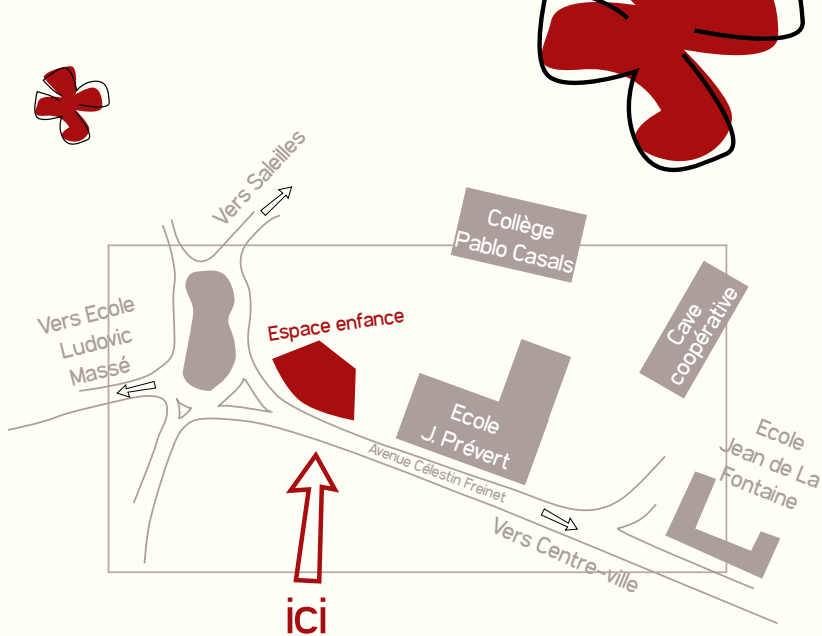 Vers Saleilles
Collège
Pablo Casals
Vers Ecole
Ludovic
Massé
Espace enfance
Cave
coopérative
Ecole
J. Prévert
Ecole
Jean de La
Fontaine
Avenue Célestin Freinet
Vers Centre-ville
ici